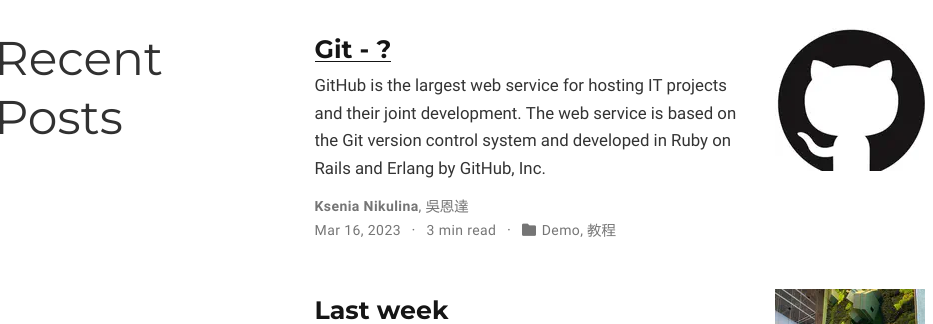 Recent
Posts
Git - ?
GitHub is the largest web service for hosting IT projects
and their joint development. The web service is based on
the Git version control system and developed in Ruby on
Rails and Erlang by GitHub, Inc.
Ksenia Nikulina, 吳恩達
Mar 16, 2023 · 3 min read · Demo, 教程
Last week